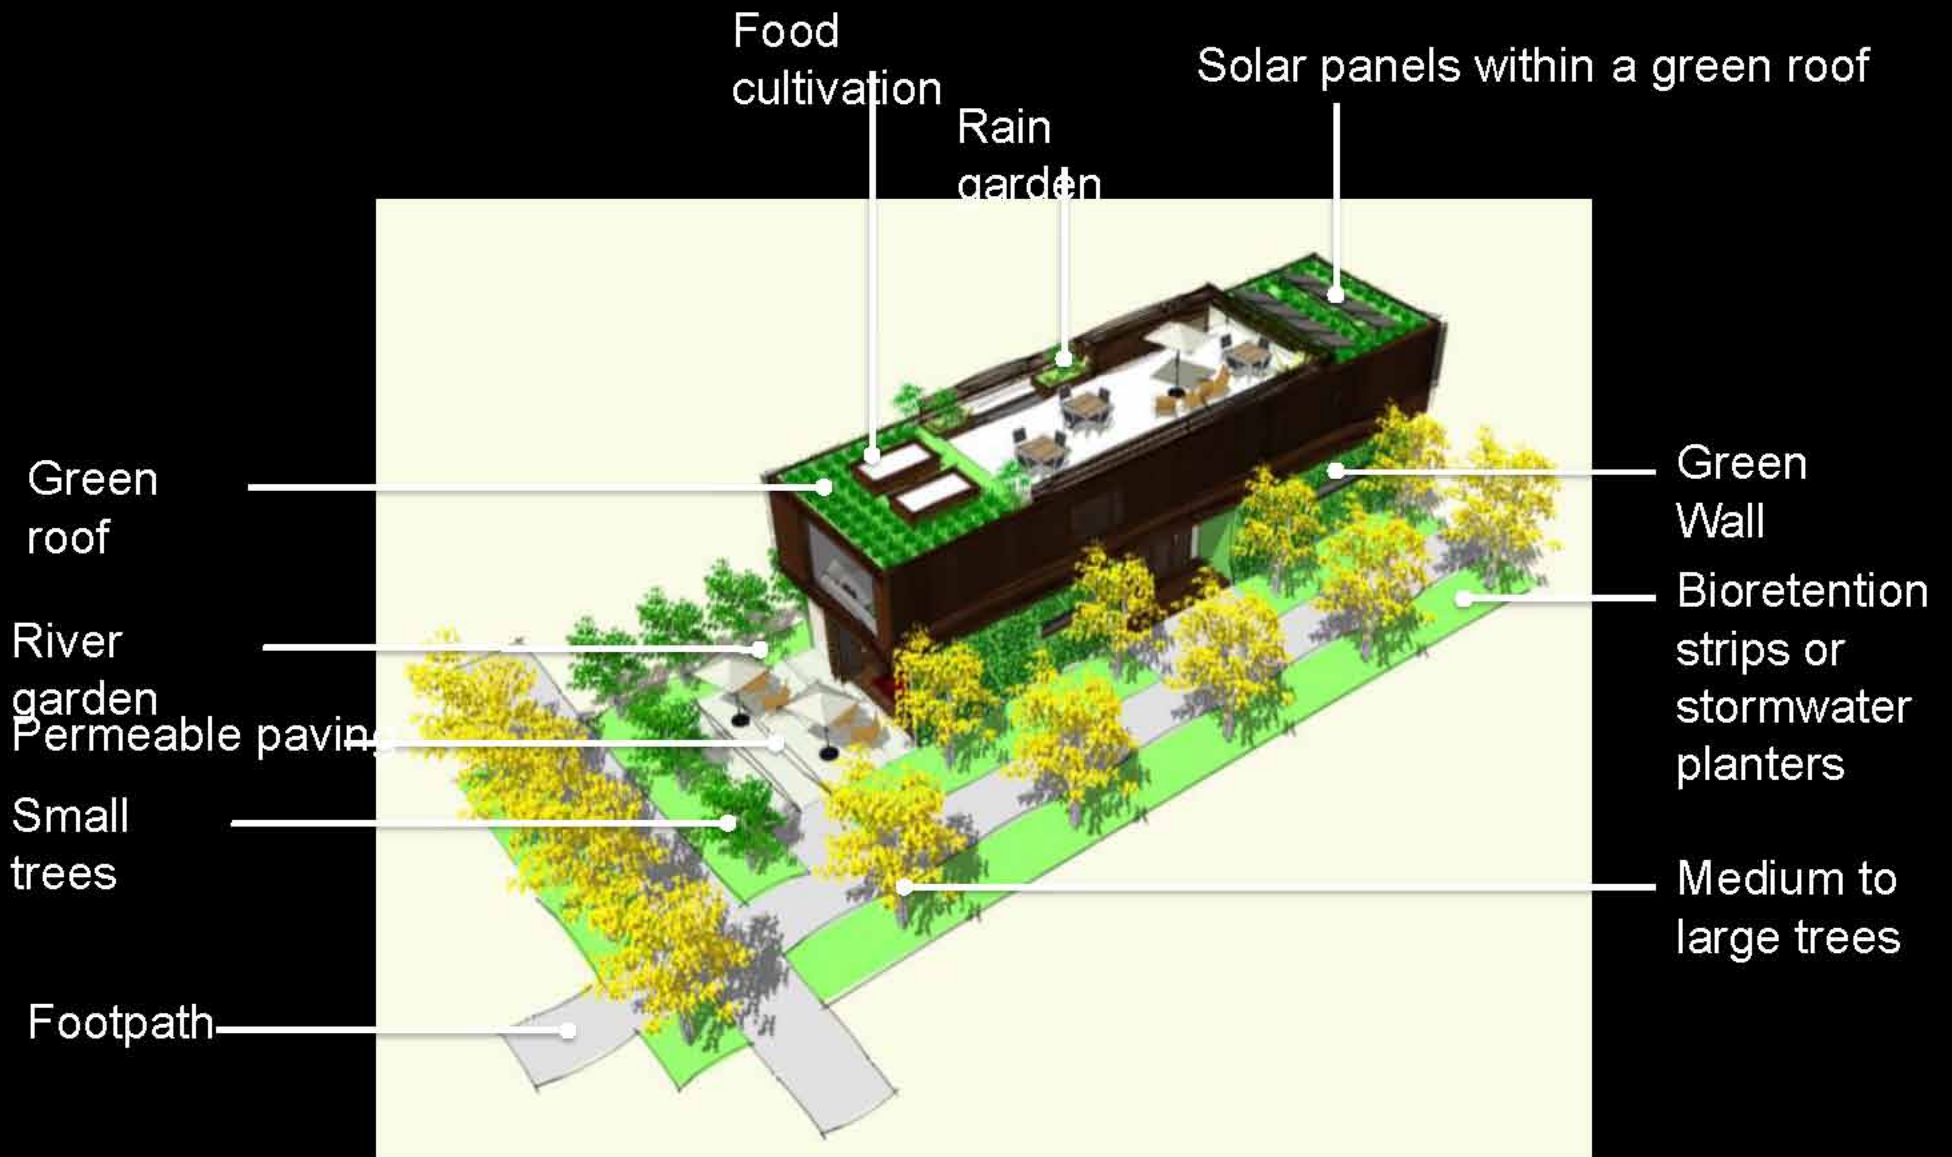 Food
cultivation
Solar panels within a green roof
Rain
garden
Green
roof
River
garden
Permeable paving
Small
trees
Footpath
Green
Wall
Bioretention
strips or
stormwater
planters
Medium to
large trees